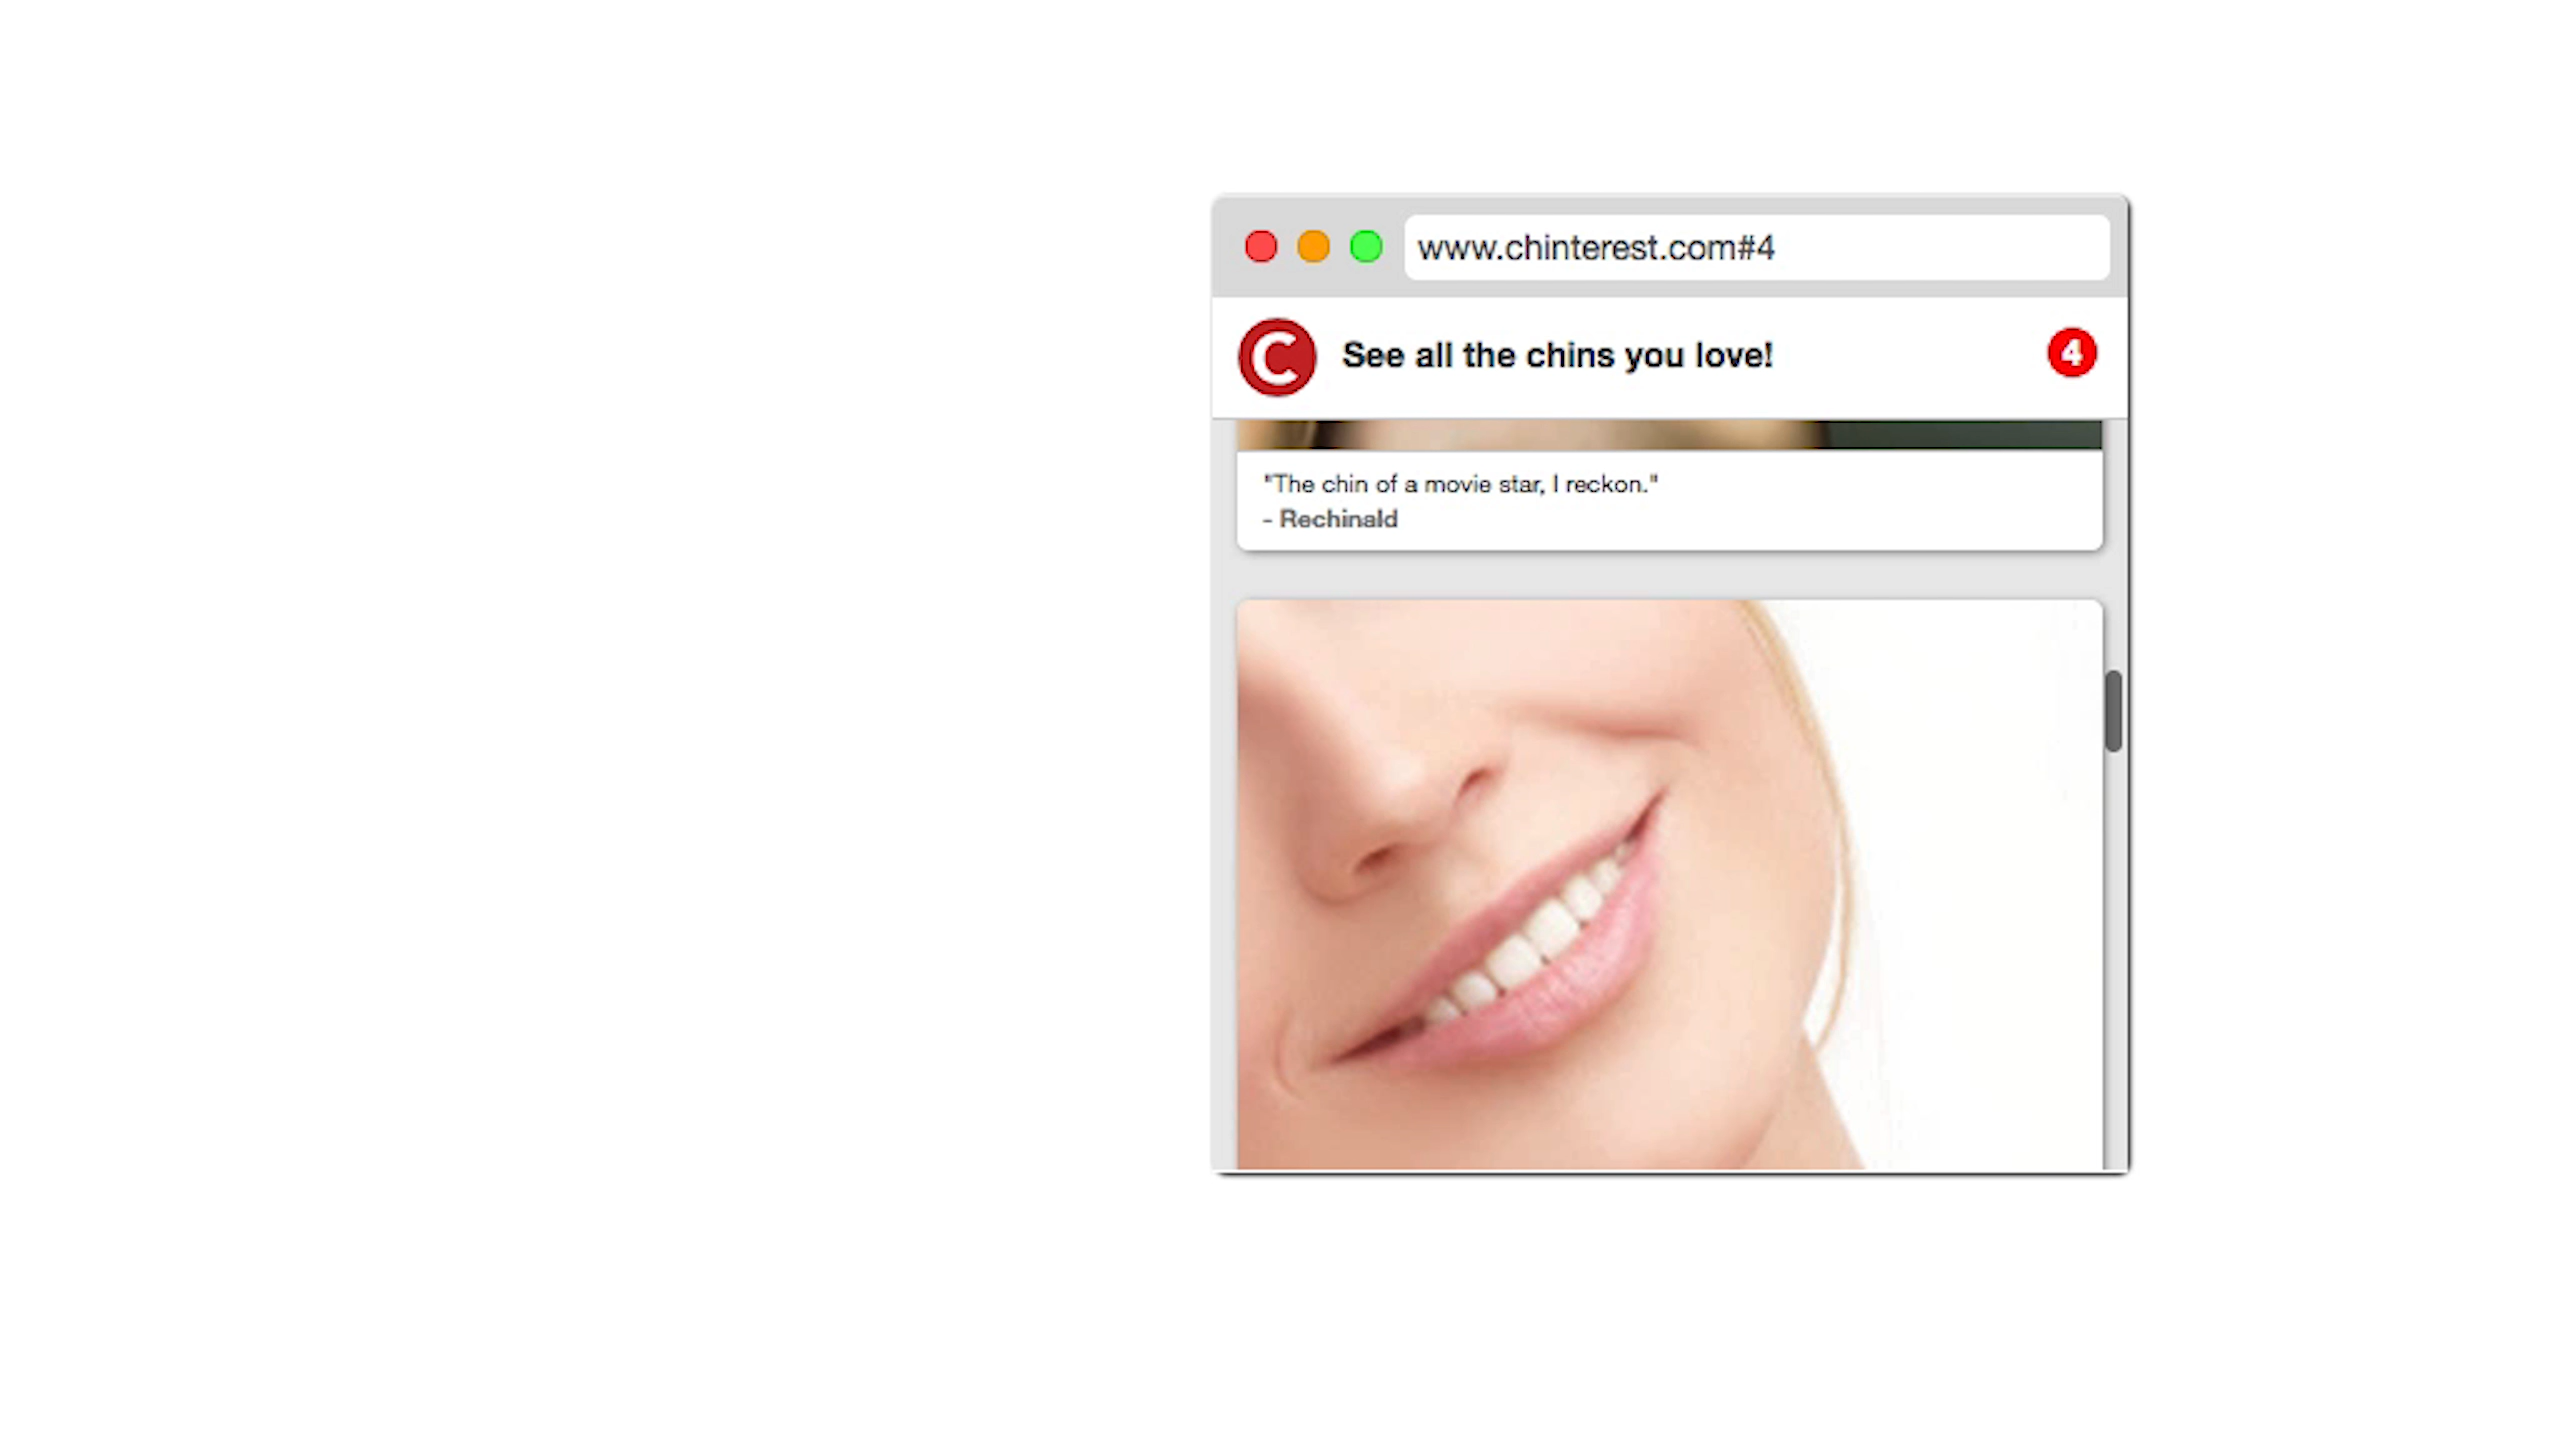 www.chinterest.com#4
C
See all the chins you love!
4
"The chin of a movie star, I reckon."
- Rechinald